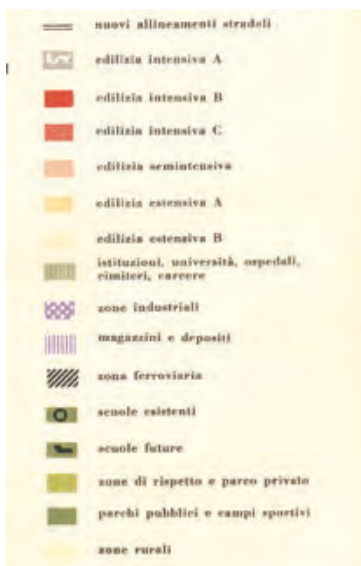 nuovi allineamenti stradali
edilizia intensiva A
edilizia intensiva B
edilizia intensiva C
edilizia semintensiva
edilizia estensiva A
edilizia estensiva B
istituzioni, università, ospedali,
cimiteri, carcere
zone industriali
magazzini e depositi
zona ferroviaria
scuole esistenti
scuole future
zone di rispetto e parco privato
parchi pubblici e campi sportivi
zone rurali